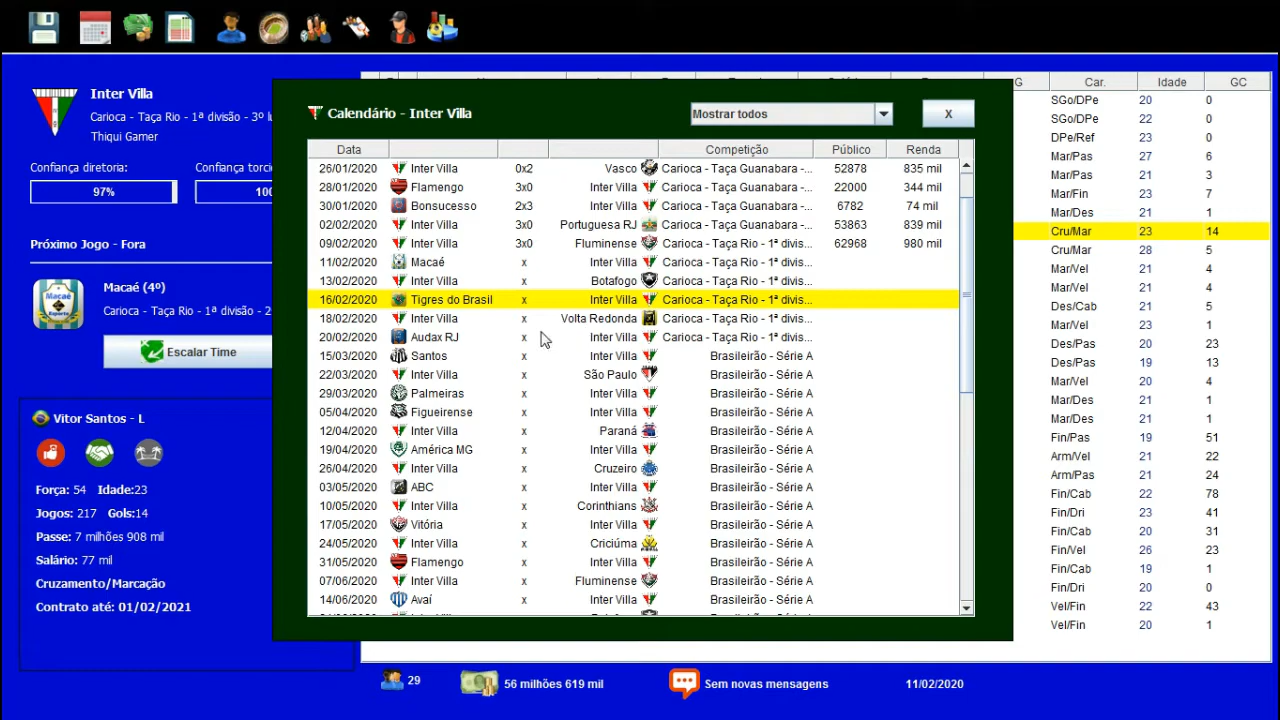 Inter Villa
Carioca - Taça Rio - 1ª divisão - 3º lu
Thiqui Gamer
Confiança diretoria: Confiança torcid
97% 100
Próximo Jogo - Fora
Macaé (4º)
Carioca - Taça Rio - 1ª divisão - 2
Escalar Time
Vitor Santos - L
Força: 54 Idade:23
Jogos: 217 Gols:14
Passe: 7 milhões 908 mil
Salário: 77 mil
Cruzamento/Marcação
Contrato até: 01/02/2021
Calendário - Inter Villa Mostrar todos X
Data Competição Público Renda
26/01/2020 Inter Villa 0x2 Vasco Carioca - Taça Guanabara -... 52878 835 mil
28/01/2020 Flamengo 3x0 Inter Villa Carioca - Taça Guanabara -... 22000 344 mil
30/01/2020 Bonsucesso 2x3 Inter Villa Carioca - Taça Guanabara -... 6782 74 mil
02/02/2020 Inter Villa 3x0 Portuguesa RJ Carioca - Taça Guanabara -... 53863 839 mil
09/02/2020 Inter Villa 3x0 Fluminense Carioca - Taça Rio - 1ª divis... 62968 980 mil
11/02/2020 Macaé x Inter Villa Carioca - Taça Rio - 1ª divis...
13/02/2020 Inter Villa x Botafogo Carioca - Taça Rio - 1ª divis...
16/02/2020 Tigres do Brasil x Inter Villa Carioca - Taça Rio - 1ª divis...
18/02/2020 Inter Villa x Volta Redonda Carioca - Taça Rio - 1ª divis...
20/02/2020 Audax RJ x Inter Villa Carioca - Taça Rio - 1ª divis...
15/03/2020 Santos x Inter Villa Brasileirão - Série A
22/03/2020 Inter Villa x São Paulo Brasileirão - Série A
29/03/2020 Palmeiras x Inter Villa Brasileirão - Série A
05/04/2020 Figueirense x Inter Villa Brasileirão - Série A
12/04/2020 Inter Villa x Paraná Brasileirão - Série A
19/04/2020 América MG x Inter Villa Brasileirão - Série A
26/04/2020 Inter Villa x Cruzeiro Brasileirão - Série A
03/05/2020 ABC x Inter Villa Brasileirão - Série A
10/05/2020 Inter Villa x Corinthians Brasileirão - Série A
17/05/2020 Vitória x Inter Villa Brasileirão - Série A
24/05/2020 Inter Villa x Criciúma Brasileirão - Série A
31/05/2020 Flamengo x Inter Villa Brasileirão - Série A
07/06/2020 Inter Villa x Fluminense Brasileirão - Série A
14/06/2020 Avaí x Inter Villa Brasileirão - Série A
G Car. Idade GC
SGo/DPe 20 0
SGo/DPe 22 0
DPe/Ref 23 0
Mar/Pas 27 6
Mar/Pas 21 3
Mar/Fin 23 7
Mar/Des 21 1
Cru/Mar 23 14
Cru/Mar 28 5
Mar/Vel 21 4
Mar/Vel 21 4
Des/Cab 21 5
Mar/Vel 23 1
Des/Pas 20 23
Des/Pas 19 13
Mar/Vel 20 4
Mar/Des 21 1
Mar/Des 21 1
Fin/Pas 19 51
Arm/Vel 21 22
Arm/Pas 21 24
Fin/Cab 22 78
Fin/Dri 23 41
Fin/Cab 20 31
Fin/Vel 26 23
Fin/Cab 19 1
Fin/Dri 20 0
Vel/Fin 22 43
Vel/Fin 20 1
29 56 milhões 619 mil Sem novas mensagens 11/02/2020